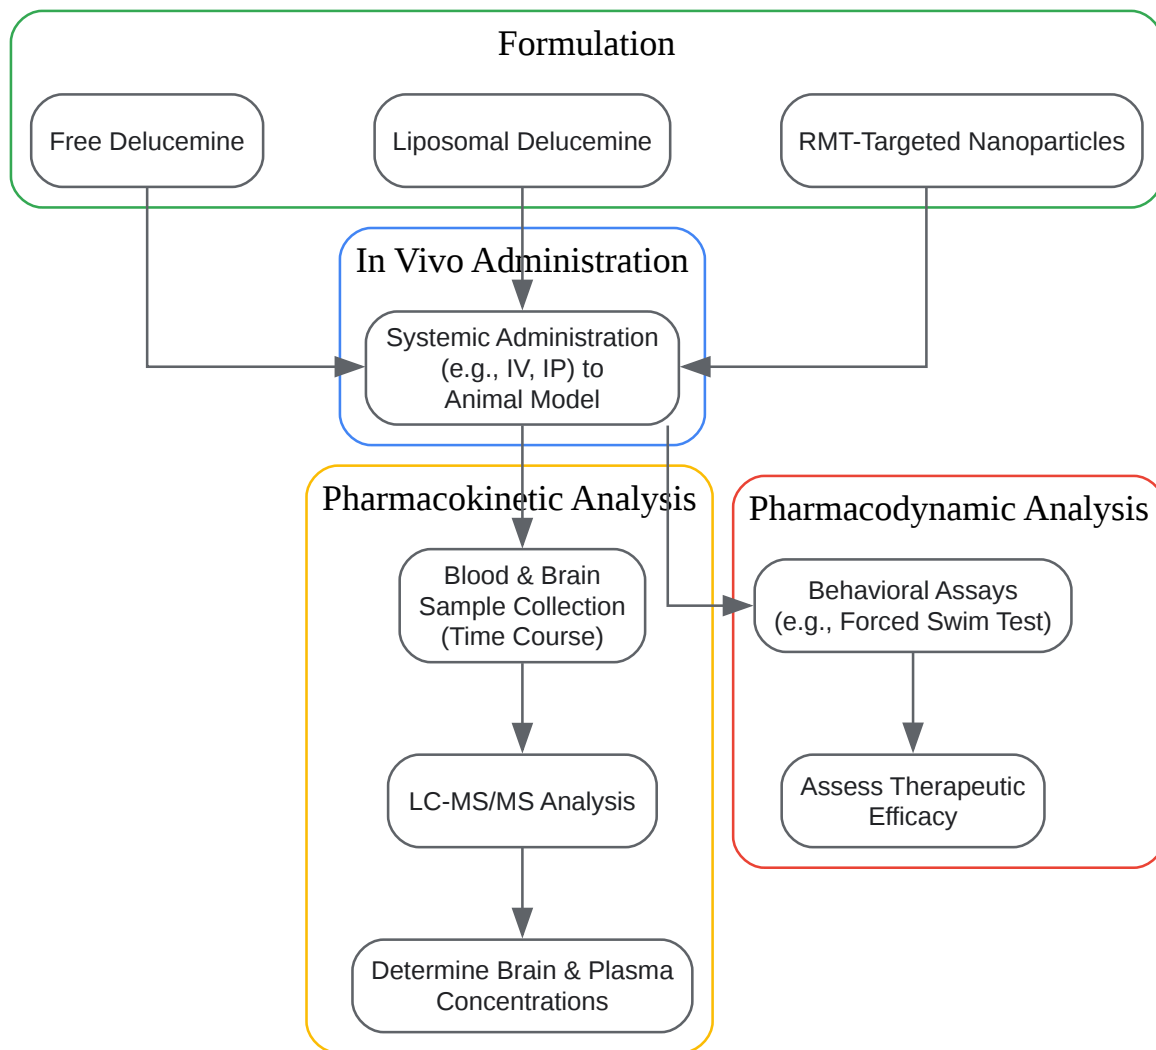 Formulation
Free Delucemine
Liposomal Delucemine
RMT-Targeted Nanoparticles
In Vivo Administration
Systemic Administration
(e.g., IV, IP) to
Animal Model
Pharmacokinetic Analysis
Blood & Brain
Sample Collection
(Time Course)
LC-MS/MS Analysis
Determine Brain & Plasma
Concentrations
Pharmacodynamic Analysis
Behavioral Assays
(e.g., Forced Swim Test)
Assess Therapeutic
Efficacy